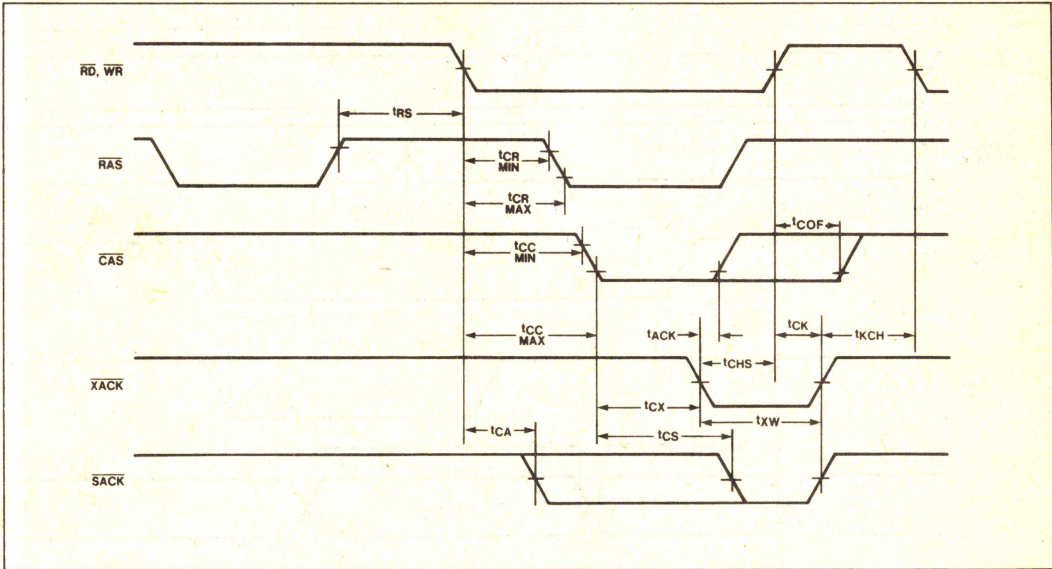 RD, WR
tRS
RAS
tCR
MIN
tCR
MAX
tCOF
CAS
tCC
MIN
tCC
MAX
tACK
tCK
tKCH
tCHS
XACK
tCX
tXW
tCA
tCS
SACK